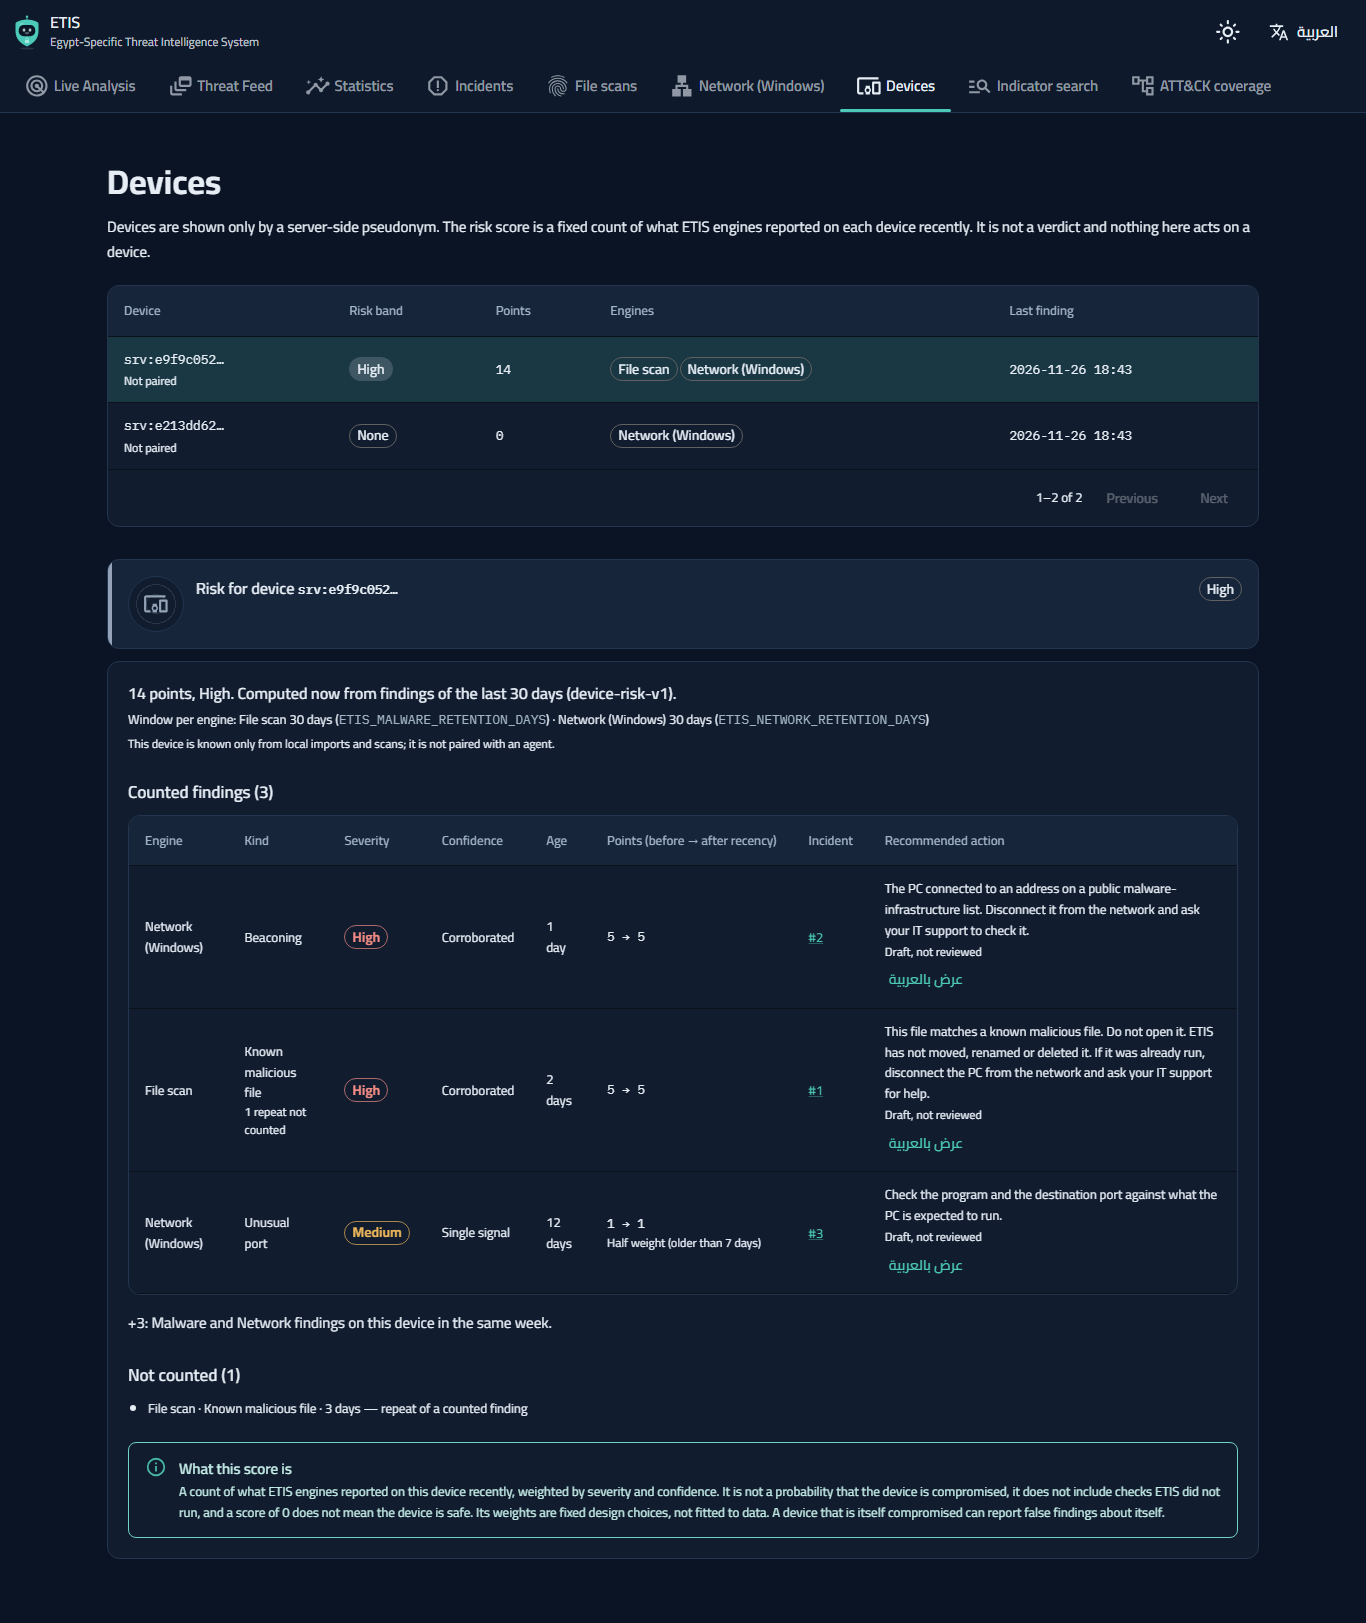 ETIS
Egypt-Specific Threat Intelligence System
العربية
Live Analysis
Threat Feed
Statistics
Incidents
File scans
Network (Windows)
Devices
Indicator search
ATT&CK coverage
Devices
Devices are shown only by a server-side pseudonym. The risk score is a fixed count of what ETIS engines reported on each device recently. It is not a verdict and nothing here acts on a
device.
Device Risk band Points Engines Last finding
srv:e9f9c052…
Not paired
High 14 File scan Network (Windows) 2026-11-26 18:43
srv:e213dd62…
Not paired
None 0 Network (Windows) 2026-11-26 18:43
1–2 of 2 Previous Next
Risk for device srv:e9f9c052…
High
14 points, High. Computed now from findings of the last 30 days (device-risk-v1).
Window per engine: File scan 30 days (ETIS_MALWARE_RETENTION_DAYS) · Network (Windows) 30 days (ETIS_NETWORK_RETENTION_DAYS)
This device is known only from local imports and scans; it is not paired with an agent.
Counted findings (3)
Engine Kind Severity Confidence Age Points (before → after recency) Incident Recommended action
Network
(Windows)
Beaconing
High
Corroborated
1
day
5 → 5
#2
The PC connected to an address on a public malware-
infrastructure list. Disconnect it from the network and ask
your IT support to check it.
Draft, not reviewed
عرض بالعربية
File scan
Known
malicious
file
1 repeat not
counted
High
Corroborated
2
days
5 → 5
#1
This file matches a known malicious file. Do not open it. ETIS
has not moved, renamed or deleted it. If it was already run,
disconnect the PC from the network and ask your IT support
for help.
Draft, not reviewed
عرض بالعربية
Network
(Windows)
Unusual
port
Medium
Single signal
12
days
1 → 1
Half weight (older than 7 days)
#3
Check the program and the destination port against what the
PC is expected to run.
Draft, not reviewed
عرض بالعربية
+3: Malware and Network findings on this device in the same week.
Not counted (1)
• File scan · Known malicious file · 3 days — repeat of a counted finding
What this score is
A count of what ETIS engines reported on this device recently, weighted by severity and confidence. It is not a probability that the device is compromised, it does not include checks ETIS did not
run, and a score of 0 does not mean the device is safe. Its weights are fixed design choices, not fitted to data. A device that is itself compromised can report false findings about itself.